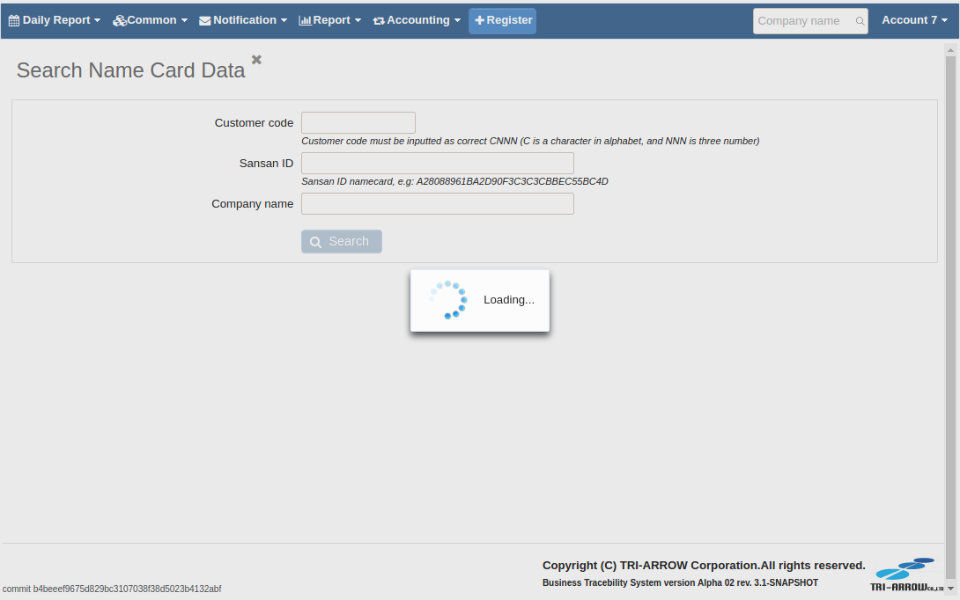 Daily Report Common Notification Report Accounting Register Company name Account 7
Search Name Card Data
Customer code
Customer code must be inputted as correct CNNN (C is a character in alphabet, and NNN is three number)
Sansan ID
Sansan ID namecard, e.g: A28088961BA2D90F3C3C3CBBEC55BC4D
Company name
Search
Loading...
Copyright (C) TRI-ARROW Corporation.All rights reserved.
Business Tracebility System version Alpha 02 rev. 3.1-SNAPSHOT
TRI-ARROW CO.,LTD
commit b4beeef9675d829bc3107038f38d5023b4132abf